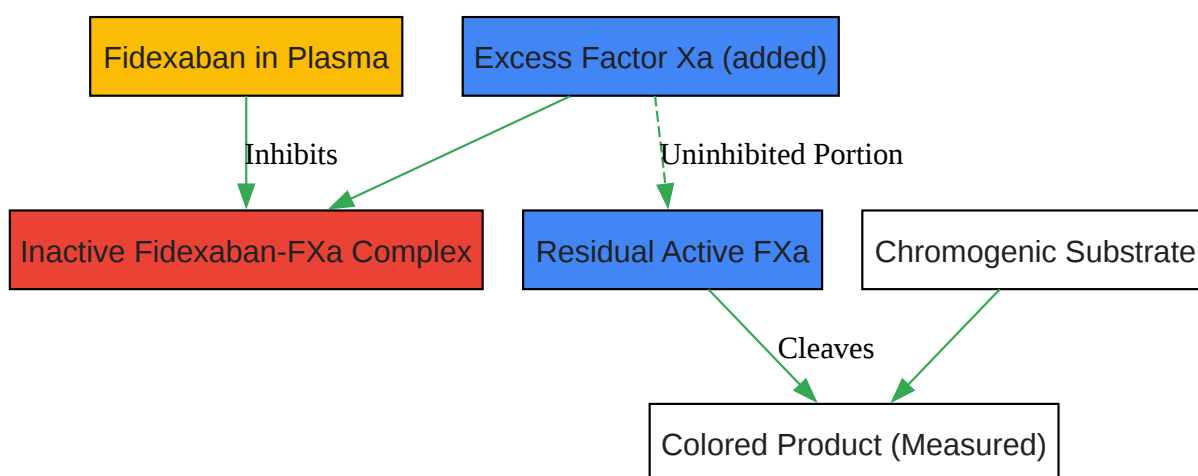 Fidexaban in Plasma
Excess Factor Xa (added)
Inhibits
Uninhibited Portion
Inactive Fidexaban-FXa Complex
Residual Active FXa
Chromogenic Substrate
Cleaves
Colored Product (Measured)